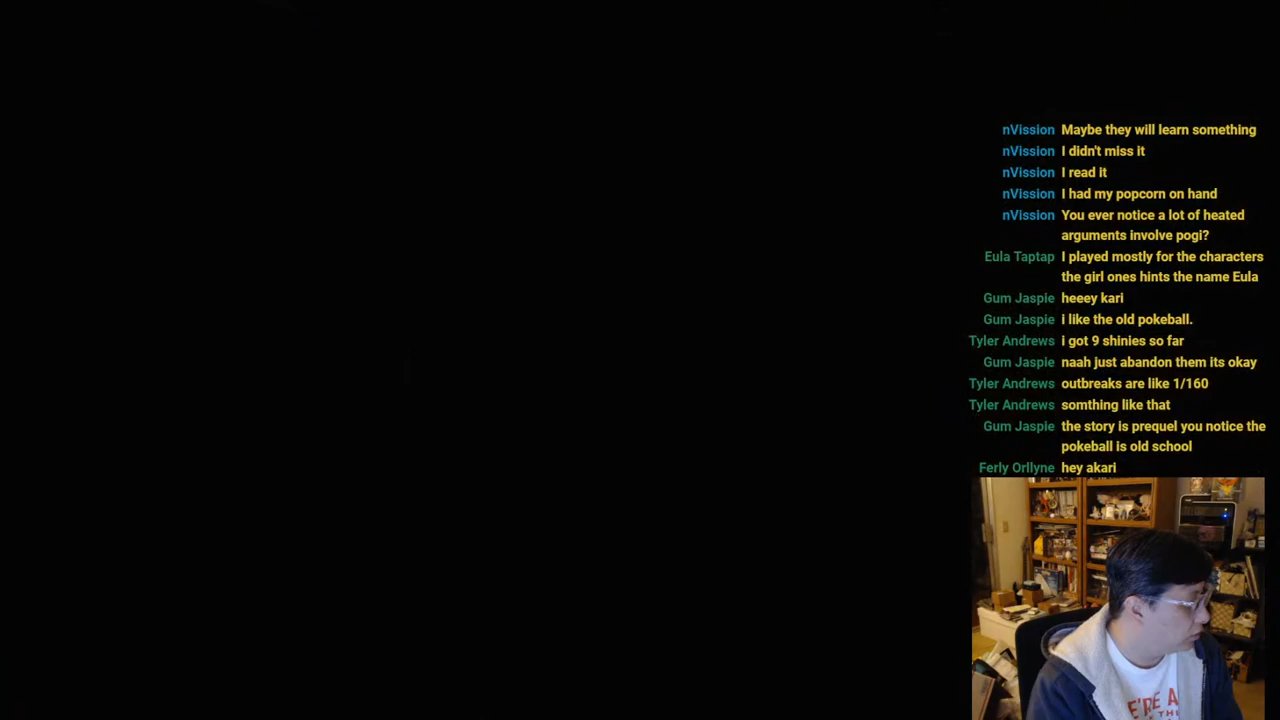 nVission Maybe they will learn something
nVission I didn't miss it
nVission I read it
nVission I had my popcorn on hand
nVission You ever notice a lot of heated
arguments involve pogi?
Eula Taptap I played mostly for the characters
the girl ones hints the name Eula
Gum Jaspie heeey kari
Gum Jaspie i like the old pokeball.
Tyler Andrews i got 9 shinies so far
Gum Jaspie naah just abandon them its okay
Tyler Andrews outbreaks are like 1/160
Tyler Andrews somthing like that
Gum Jaspie the story is prequel you notice the
pokeball is old school
Ferly Orllyne hey akari